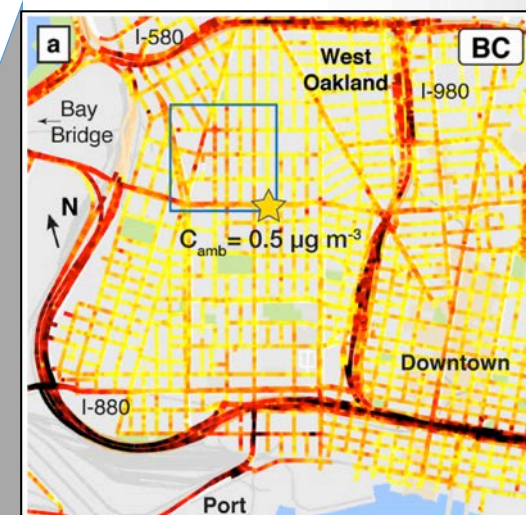 a
I-580
West
Oakland
BC
I-980
Bay
Bridge
←
N
C_amb = 0.5 µg m⁻³
Downtown
I-880
Port